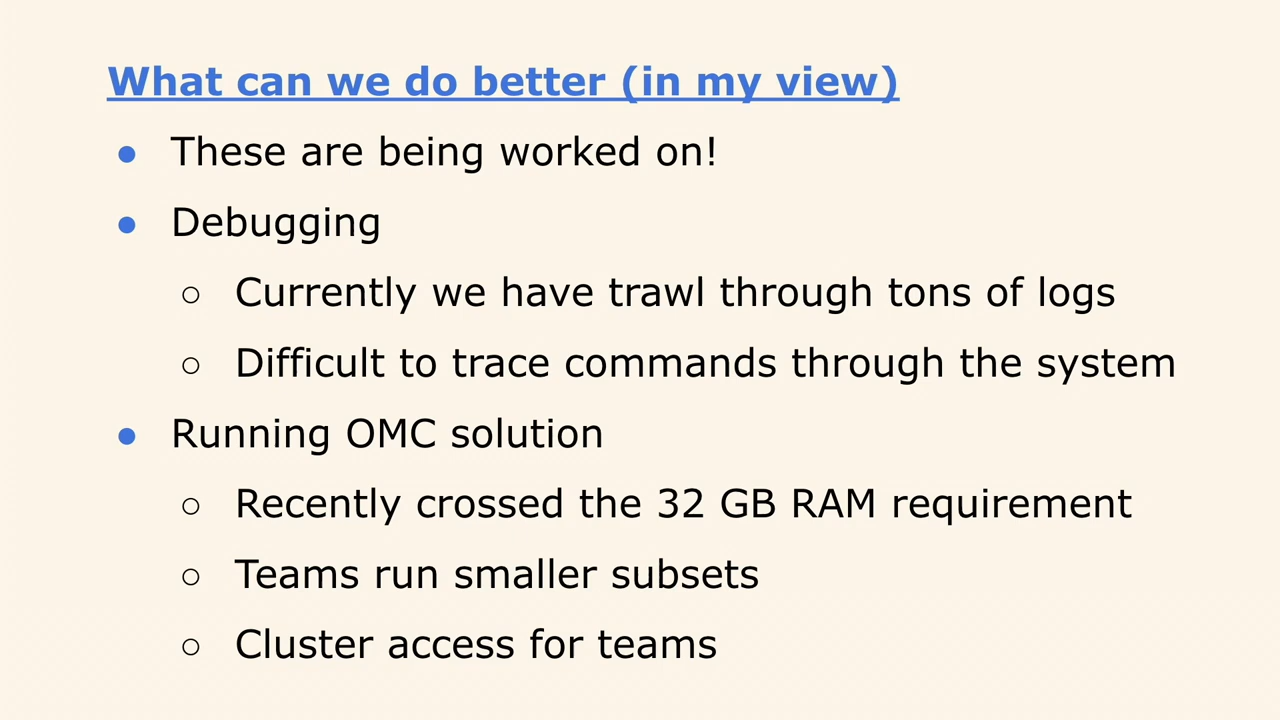 What can we do better (in my view)
● These are being worked on!
● Debugging
○ Currently we have trawl through tons of logs
○ Difficult to trace commands through the system
● Running OMC solution
○ Recently crossed the 32 GB RAM requirement
○ Teams run smaller subsets
○ Cluster access for teams